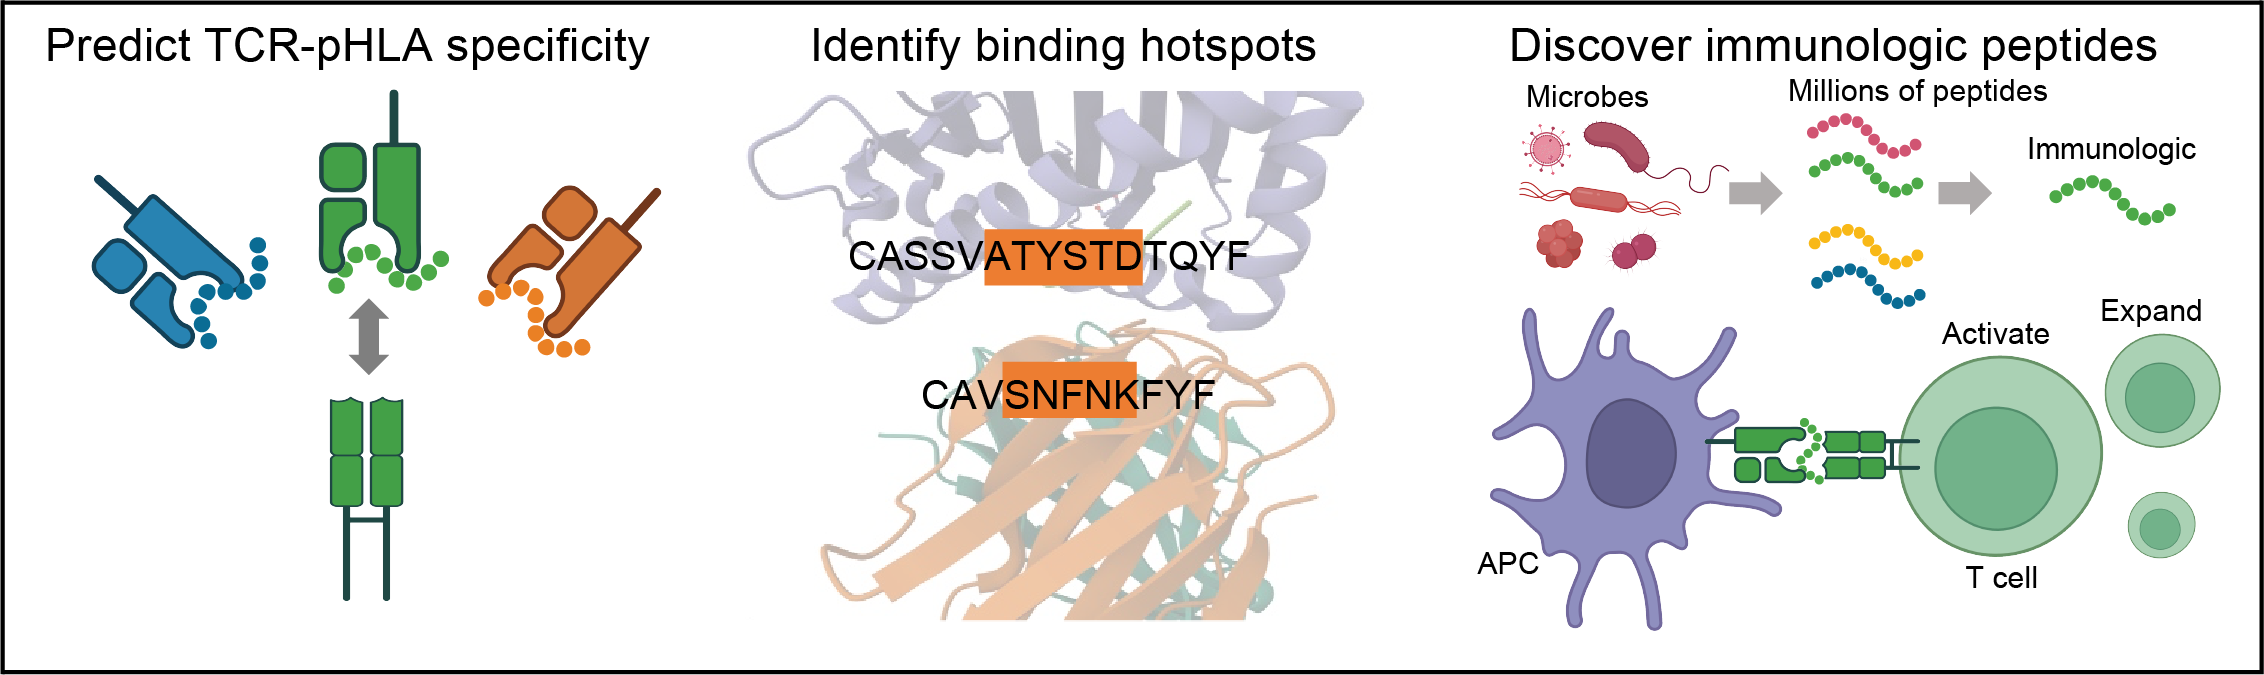 Predict TCR-pHLA specificity
Identify binding hotspots
CASSVATYSTDTQYF
CAVSNFNKFYF
Discover immunologic peptides
Microbes
Millions of peptides
Immunologic
APC
Activate
Expand
T cell